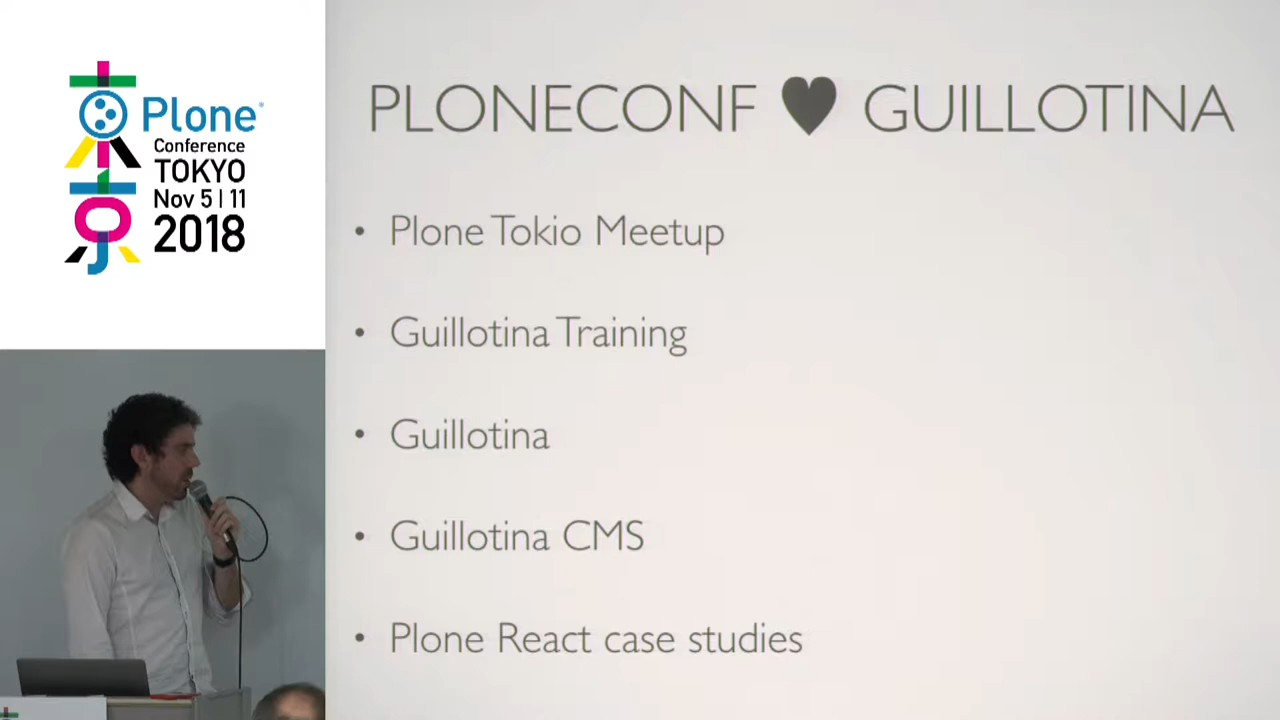 Plone®
Conference
TOKYO
Nov 5 | 11
2018
PLONECONF ♥ GUILLOTINA
• Plone Tokio Meetup
• Guillotina Training
• Guillotina
• Guillotina CMS
• Plone React case studies